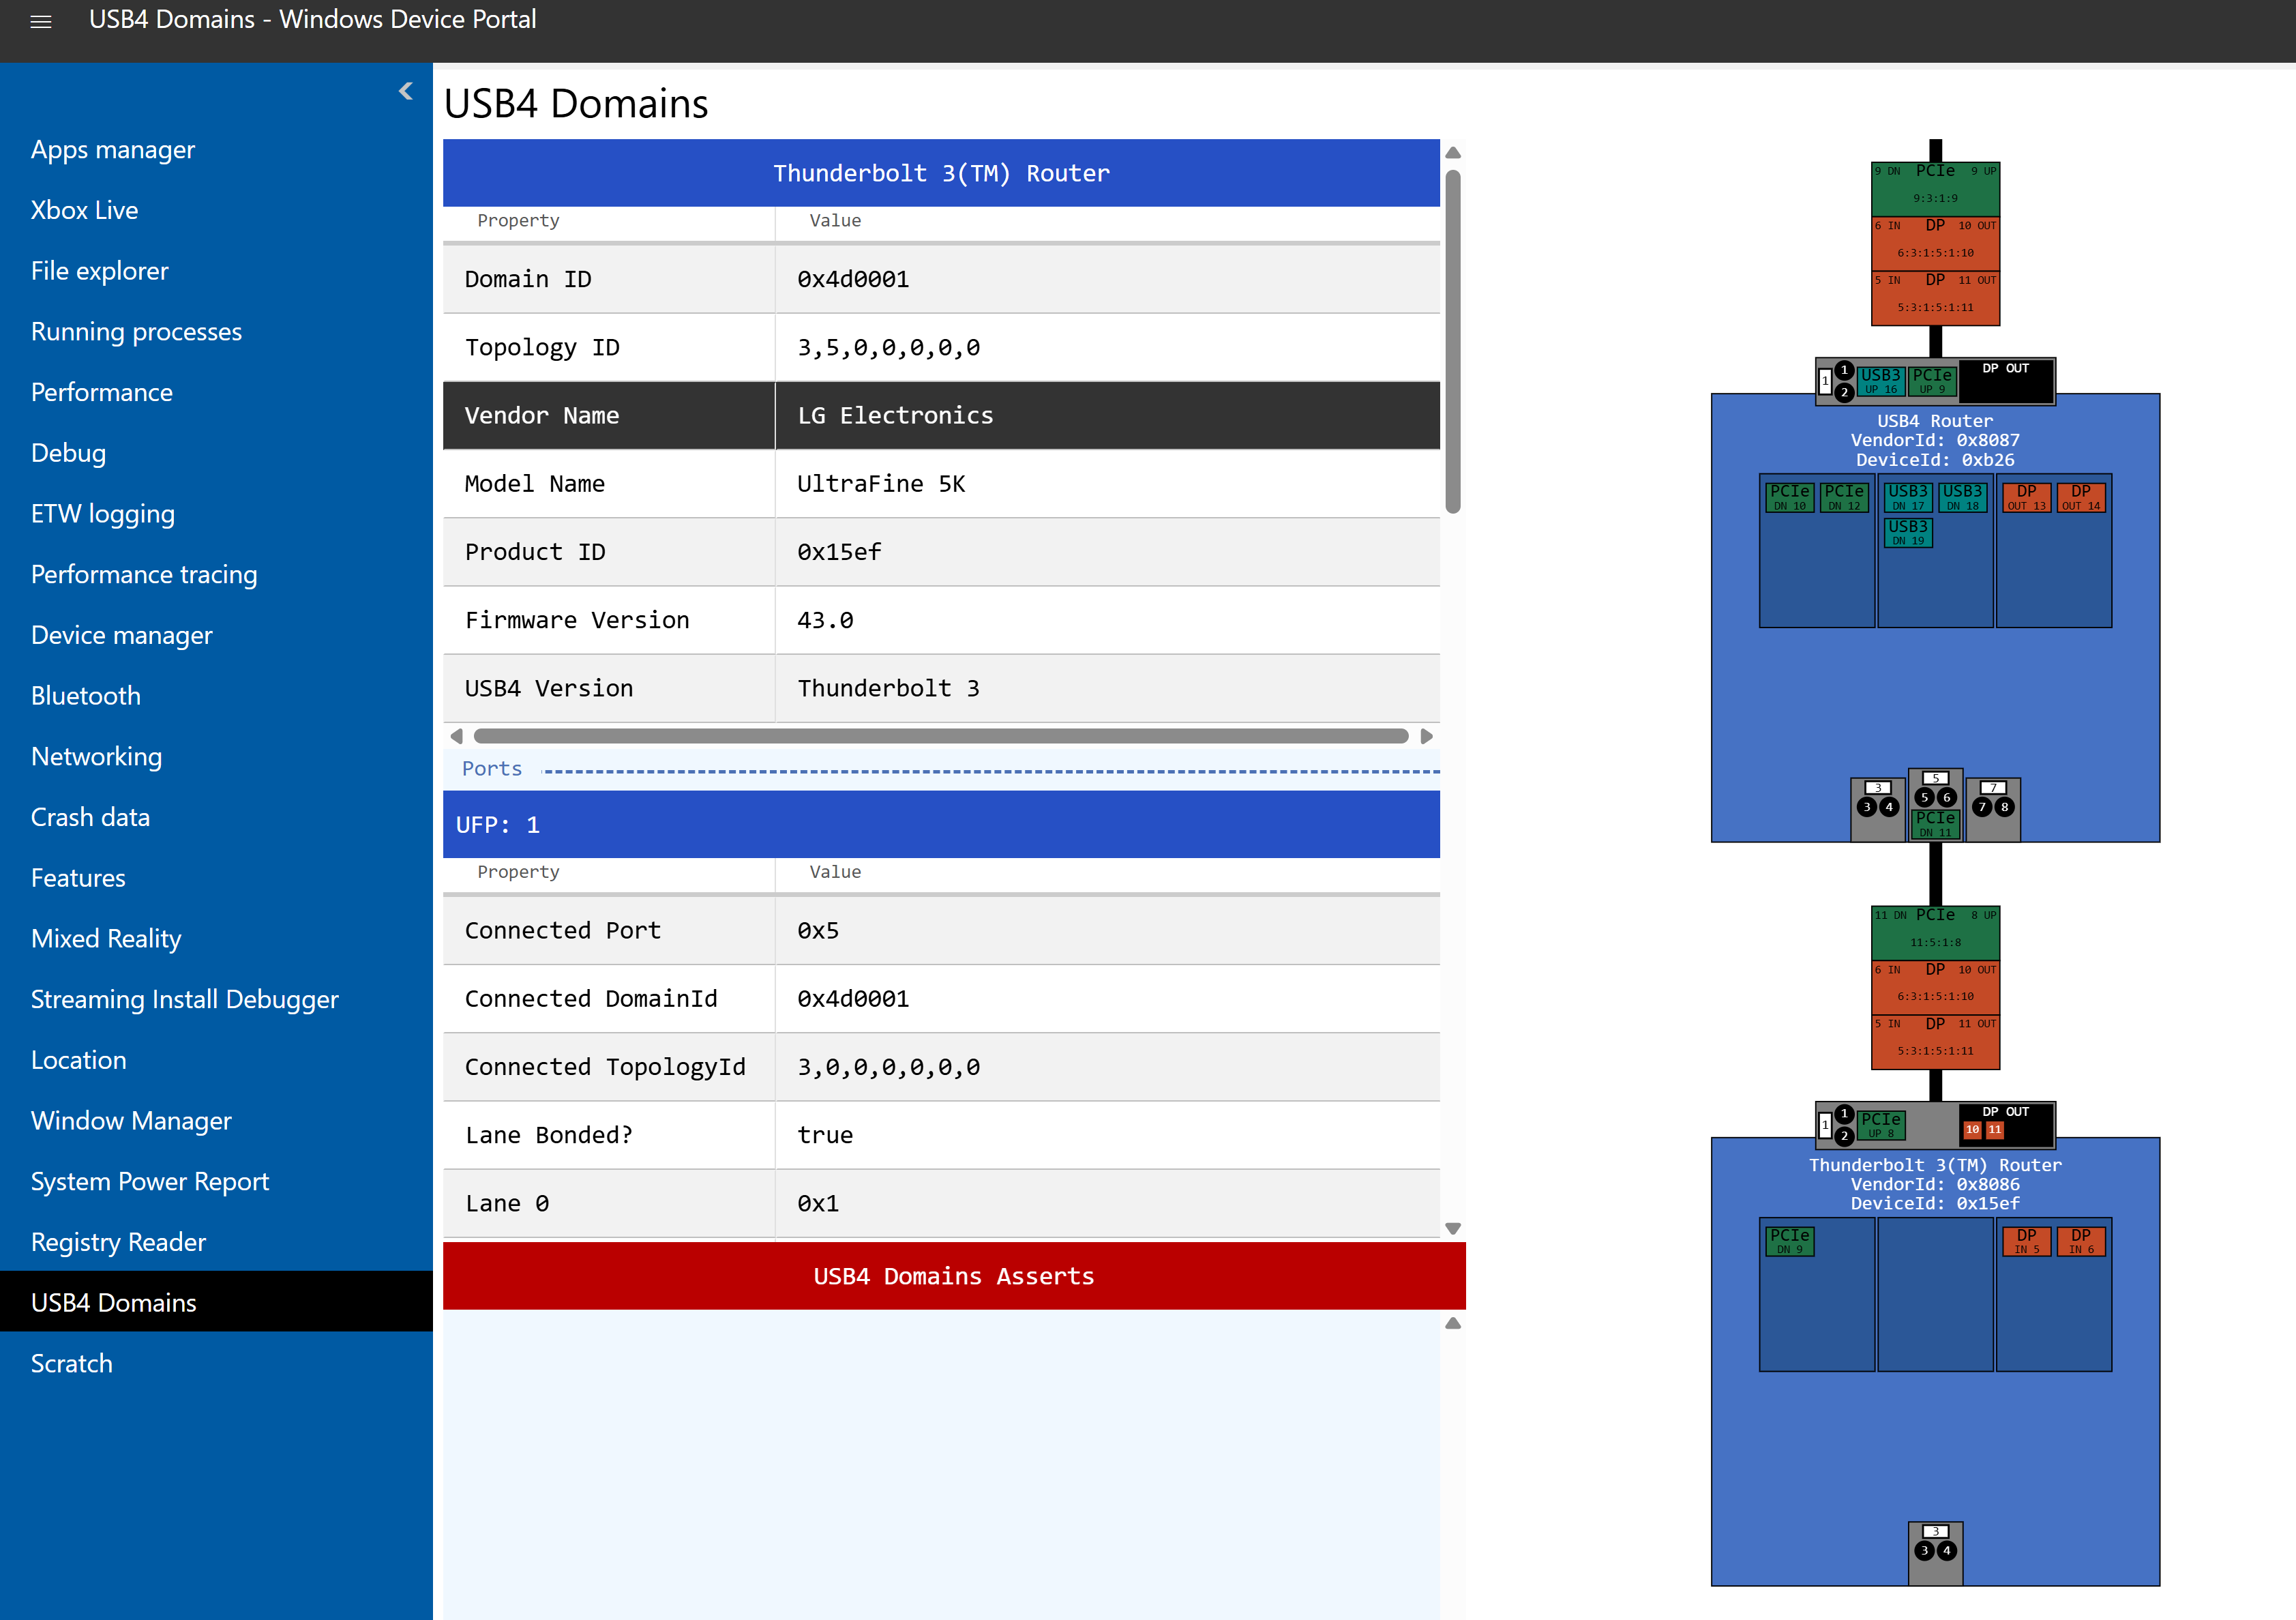 USB4 Domains - Windows Device Portal
Apps manager
Xbox Live
File explorer
Running processes
Performance
Debug
ETW logging
Performance tracing
Device manager
Bluetooth
Networking
Crash data
Features
Mixed Reality
Streaming Install Debugger
Location
Window Manager
System Power Report
Registry Reader
USB4 Domains
Scratch
USB4 Domains
Thunderbolt 3(TM) Router
Property Value
Domain ID 0x4d0001
Topology ID 3,5,0,0,0,0,0
Vendor Name LG Electronics
Model Name UltraFine 5K
Product ID 0x15ef
Firmware Version 43.0
USB4 Version Thunderbolt 3
Ports
UFP: 1
Property Value
Connected Port 0x5
Connected DomainId 0x4d0001
Connected TopologyId 3,0,0,0,0,0,0
Lane Bonded? true
Lane 0 0x1
USB4 Domains Asserts
9 DN PCIe 9 UP
9:3:1:9
6 IN DP 10 OUT
6:3:1:5:1:10
5 IN DP 11 OUT
5:3:1:5:1:11
1 1 2 USB3 UP 16 PCIe UP 9 DP OUT
USB4 Router
VendorId: 0x8087
DeviceId: 0xb26
PCIe PCIe USB3 USB3 DP DP
DN 10 DN 12 DN 17 DN 18 OUT 13 OUT 14
USB3
DN 19
3 5 7
3 4 5 6 7 8
PCIe
DN 11
11 DN PCIe 8 UP
11:5:1:8
6 IN DP 10 OUT
6:3:1:5:1:10
5 IN DP 11 OUT
5:3:1:5:1:11
1 1 2 PCIe UP 8 DP OUT 10 11
Thunderbolt 3(TM) Router
VendorId: 0x8086
DeviceId: 0x15ef
PCIe DP DP
DN 9 IN 5 IN 6
3
3 4